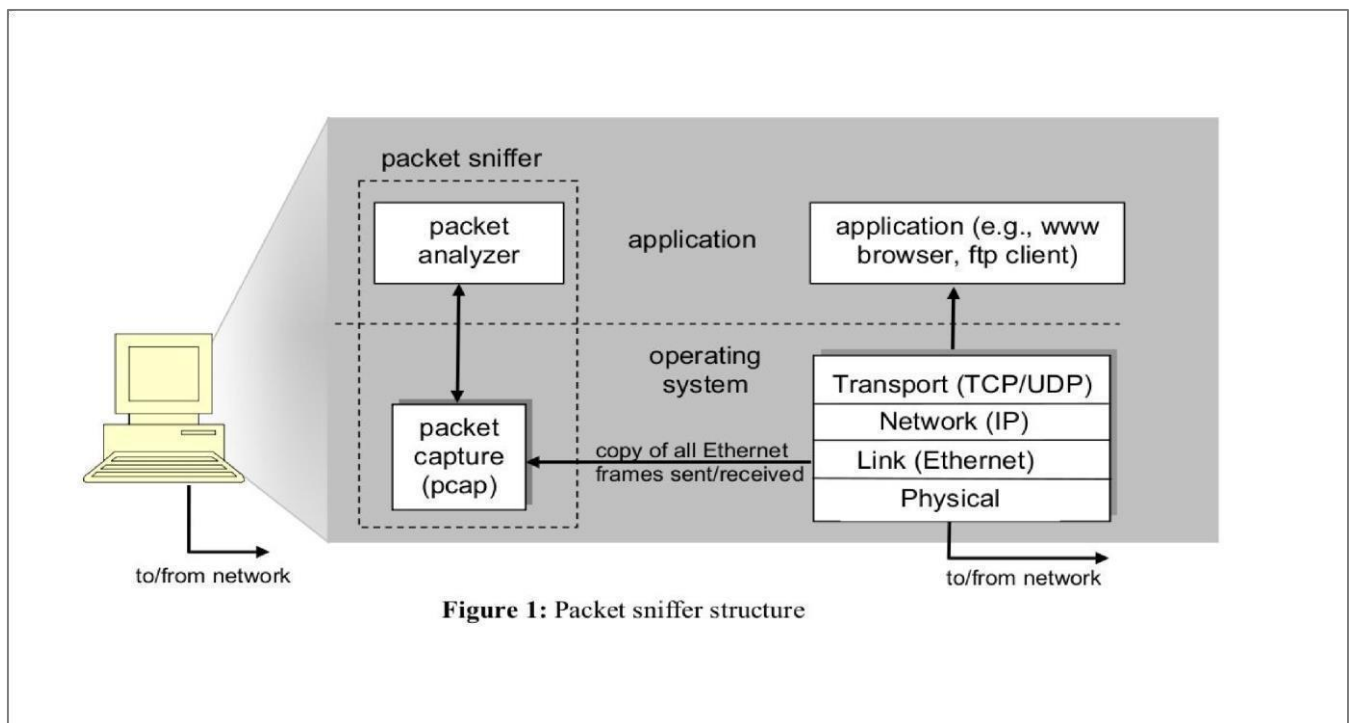 packet sniffer
packet
analyzer
application
application (e.g., www
browser, ftp client)
operating
system
packet
capture
(pcap)
copy of all Ethernet
frames sent/received
Transport (TCP/UDP)
Network (IP)
Link (Ethernet)
Physical
to/from network
to/from network
Figure 1: Packet sniffer structure